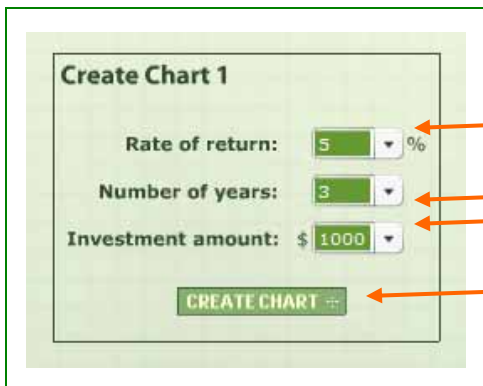 Create Chart 1
Rate of return: 5 %
Number of years: 3
Investment amount: $ 1000
CREATE CHART